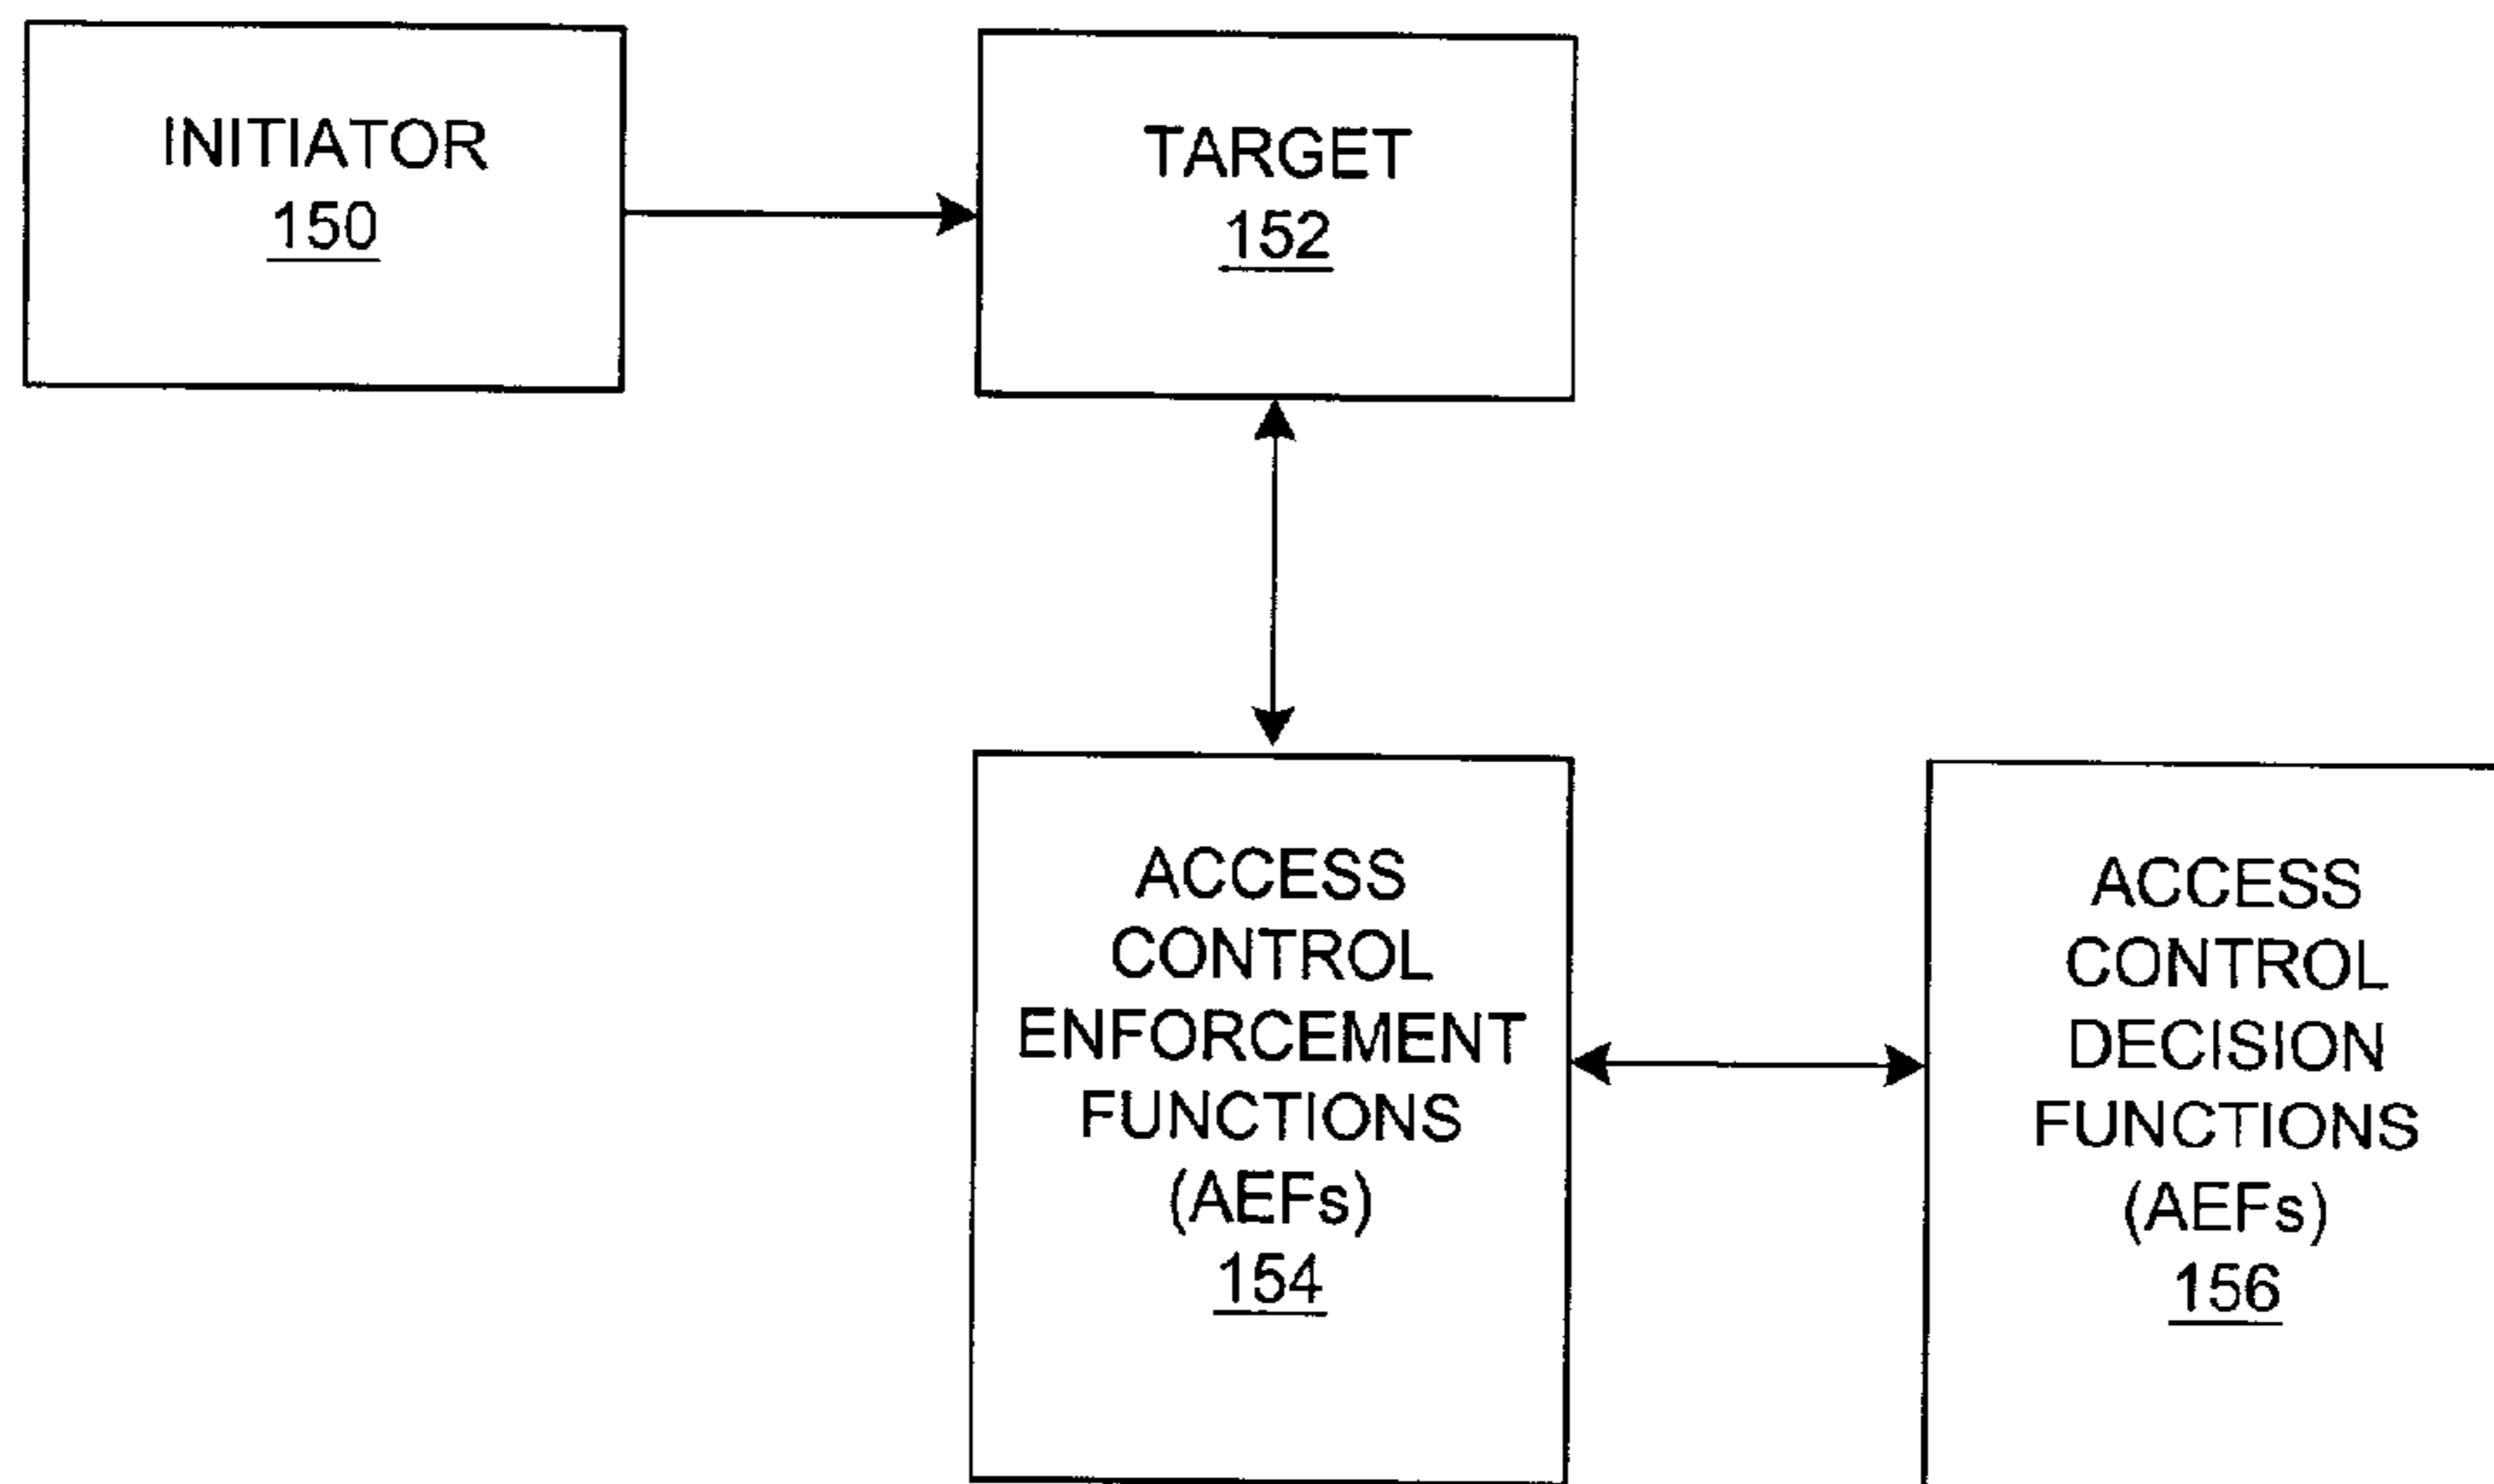 INITIATOR
150
TARGET
152
ACCESS
CONTROL
ENFORCEMENT
FUNCTIONS
(AEFs)
154
ACCESS
CONTROL
DECISION
FUNCTIONS
(AEFs)
156